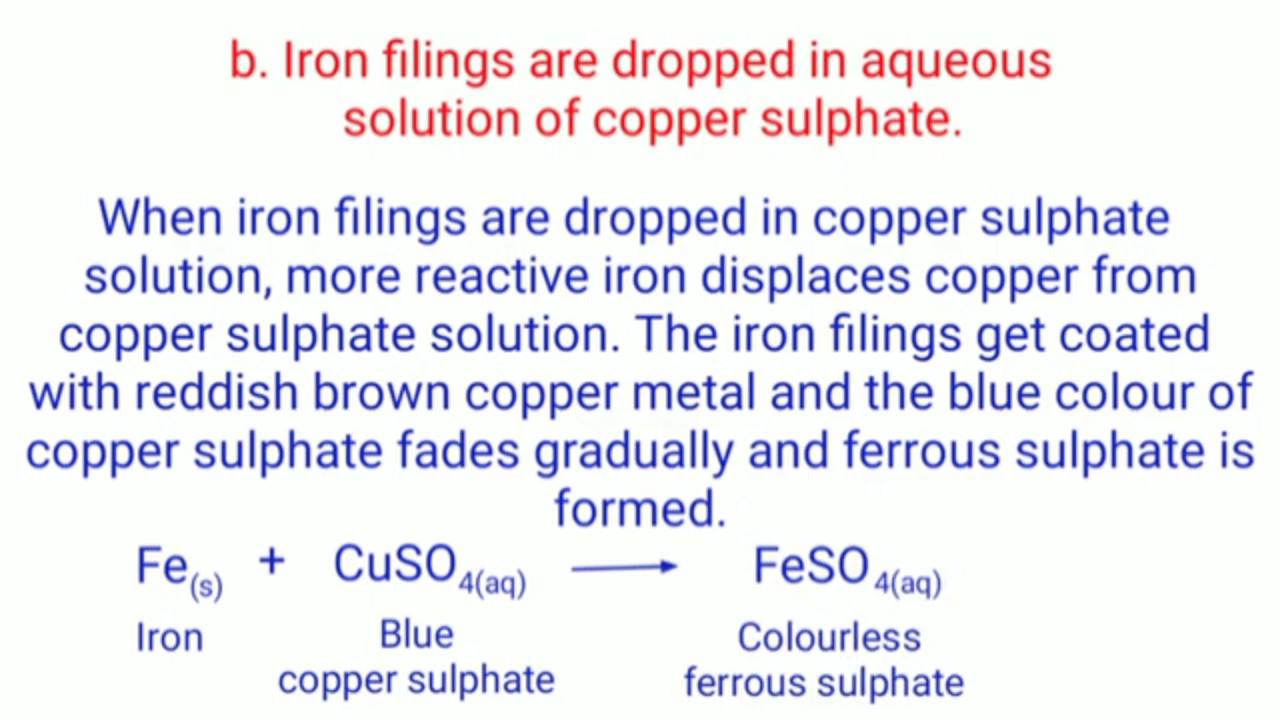 b. Iron filings are dropped in aqueous
solution of copper sulphate.
When iron filings are dropped in copper sulphate
solution, more reactive iron displaces copper from
copper sulphate solution. The iron filings get coated
with reddish brown copper metal and the blue colour of
copper sulphate fades gradually and ferrous sulphate is
formed.
Fe(s) + CuSO4(aq) → FeSO4(aq)
Iron Blue Colourless
copper sulphate ferrous sulphate